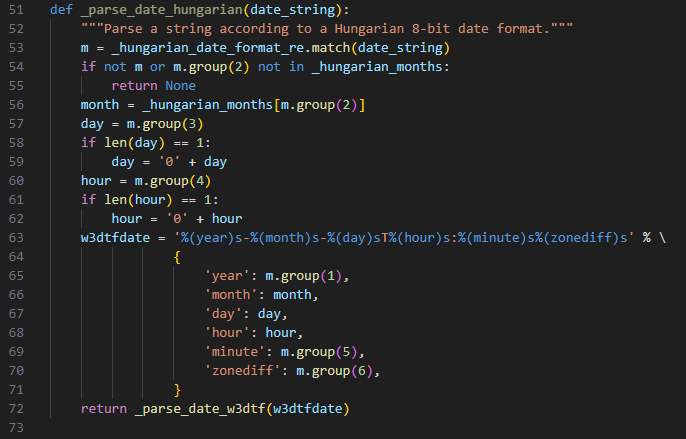 51 def _parse_date_hungarian(date_string):
52     """Parse a string according to a Hungarian 8-bit date format."""
53     m = _hungarian_date_format_re.match(date_string)
54     if not m or m.group(2) not in _hungarian_months:
55         return None
56     month = _hungarian_months[m.group(2)]
57     day = m.group(3)
58     if len(day) == 1:
59         day = '0' + day
60     hour = m.group(4)
61     if len(hour) == 1:
62         hour = '0' + hour
63     w3dtfdate = '%(year)s-%(month)s-%(day)sT%(hour)s:%(minute)s%(zonediff)s' % \
64                 {
65                     'year': m.group(1),
66                     'month': month,
67                     'day': day,
68                     'hour': hour,
69                     'minute': m.group(5),
70                     'zonediff': m.group(6),
71                 }
72     return _parse_date_w3dtf(w3dtfdate)
73